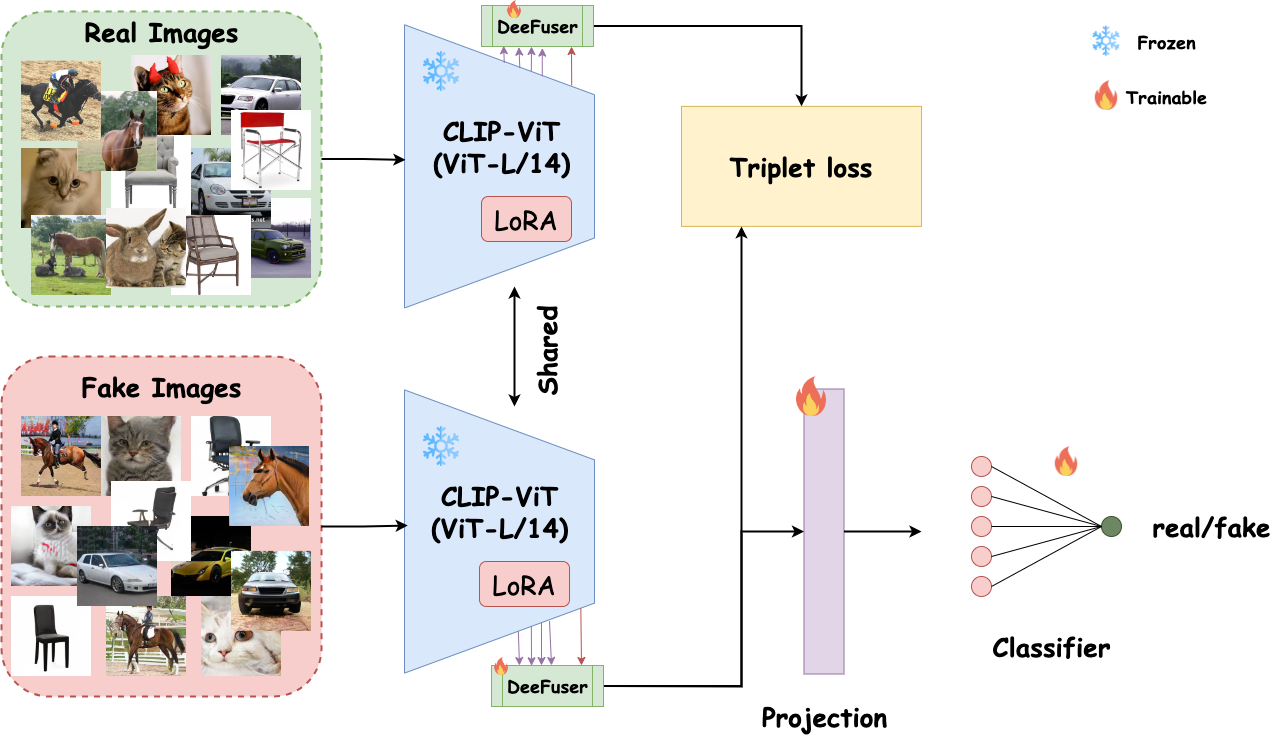 Real Images
DeeFuser
Frozen
Trainable
CLIP-ViT
(ViT-L/14)
LoRA
Triplet loss
Shared
Fake Images
CLIP-ViT
(ViT-L/14)
LoRA
DeeFuser
real/fake
Classifier
Projection